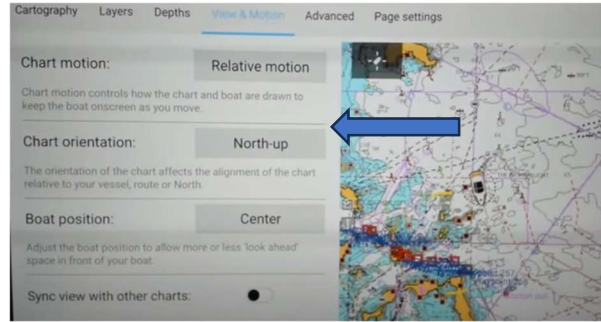 Cartography Layers Depths View & Motion Advanced Page settings
Chart motion: Relative motion
Chart motion controls how the chart and boat are drawn to
keep the boat onscreen as you move.
Chart orientation: North-up
The orientation of the chart affects the alignment of the chart
relative to your vessel, route or North.
Boat position: Center
Adjust the boat position to allow more or less 'look ahead'
space in front of your boat.
Sync view with other charts: